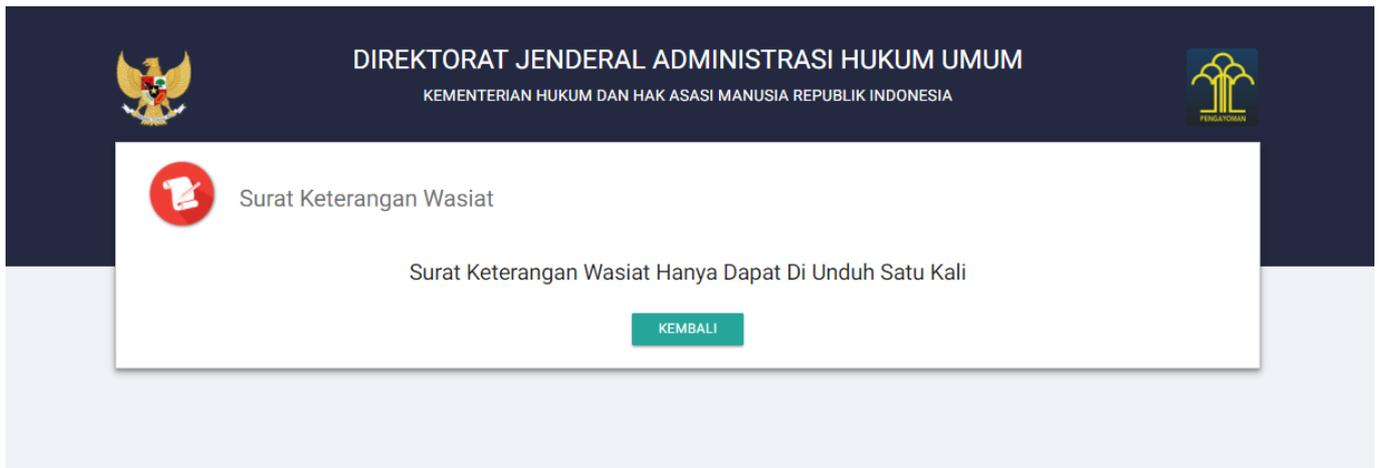 DIREKTORAT JENDERAL ADMINISTRASI HUKUM UMUM
KEMENTERIAN HUKUM DAN HAK ASASI MANUSIA REPUBLIK INDONESIA
PENGAYOMAN
Surat Keterangan Wasiat
Surat Keterangan Wasiat Hanya Dapat Di Unduh Satu Kali
KEMBALI